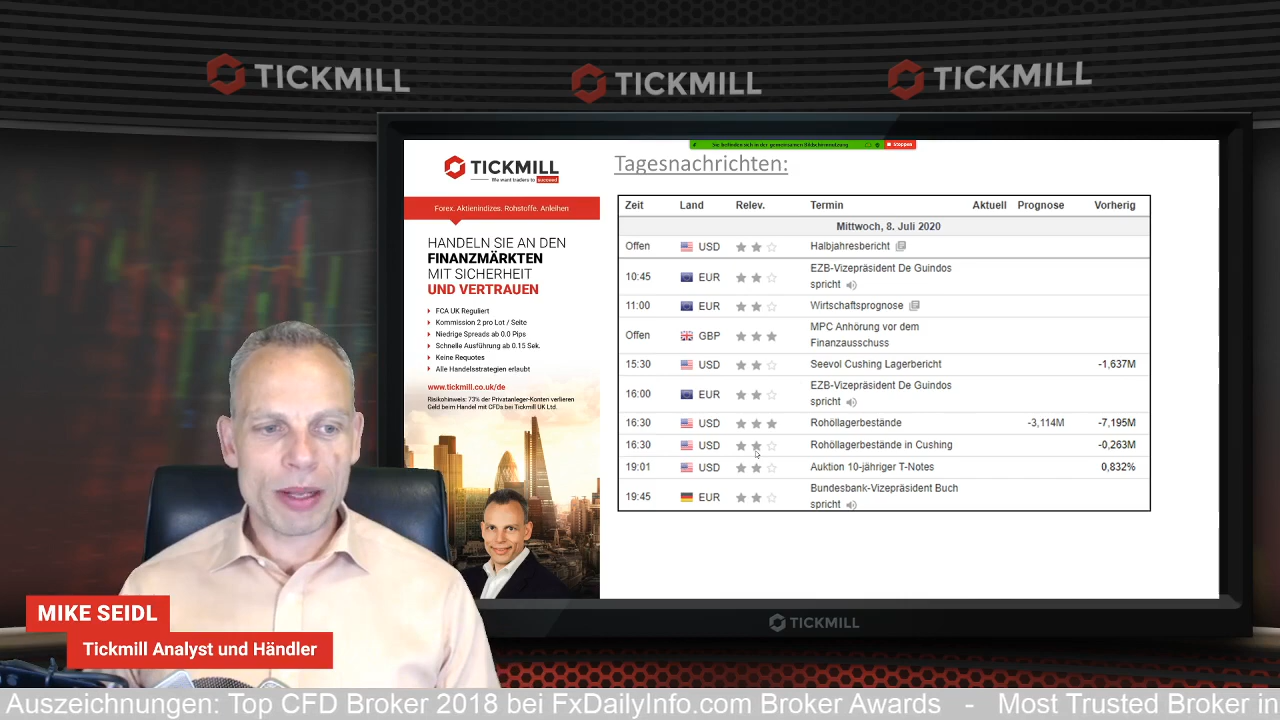 TICKMILL
TICKMILL
TICKMILL
Sie befinden sich in der gemeinsamen Bildschirmnutzung
Stoppen
TICKMILL
We want traders to succeed
Forex. Aktienindizes. Rohstoffe. Anleihen
HANDELN SIE AN DEN
FINANZMÄRKTEN
MIT SICHERHEIT
UND VERTRAUEN
FCA UK Reguliert
Kommission 2 pro Lot / Seite
Niedrige Spreads ab 0.0 Pips
Schnelle Ausführung ab 0.15 Sek.
Keine Requotes
Alle Handelsstrategien erlaubt
www.tickmill.co.uk/de
Risikohinweis: 73% der Privatanleger-Konten verlieren
Geld beim Handel mit CFDs bei Tickmill UK Ltd.
Tagesnachrichten:
Zeit Land Relev. Termin Aktuell Prognose Vorherig
Mittwoch, 8. Juli 2020
Offen USD Halbjahresbericht
10:45 EUR EZB-Vizepräsident De Guindos
spricht
11:00 EUR Wirtschaftsprognose
Offen GBP MPC Anhörung vor dem
Finanzausschuss
15:30 USD Seevol Cushing Lagerbericht -1,637M
16:00 EUR EZB-Vizepräsident De Guindos
spricht
16:30 USD Rohöllagerbestände -3,114M -7,195M
16:30 USD Rohöllagerbestände in Cushing -0,263M
19:01 USD Auktion 10-jähriger T-Notes 0,832%
19:45 EUR Bundesbank-Vizepräsident Buch
spricht
TICKMILL
MIKE SEIDL
Tickmill Analyst und Händler
Auszeichnungen: Top CFD Broker 2018 bei FxDailyInfo.com Broker Awards - Most Trusted Broker in